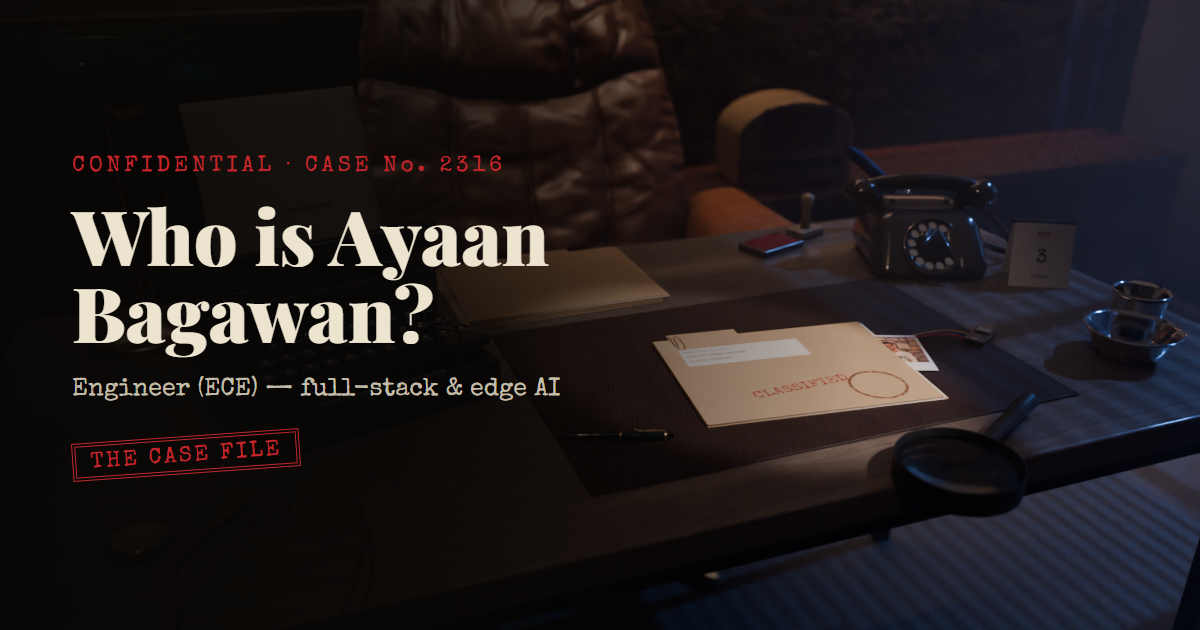 CONFIDENTIAL · CASE No. 2316
Who is Ayaan
Bagawan?
Engineer (ECE) — full-stack & edge AI
THE CASE FILE
CLASSIFIED
3